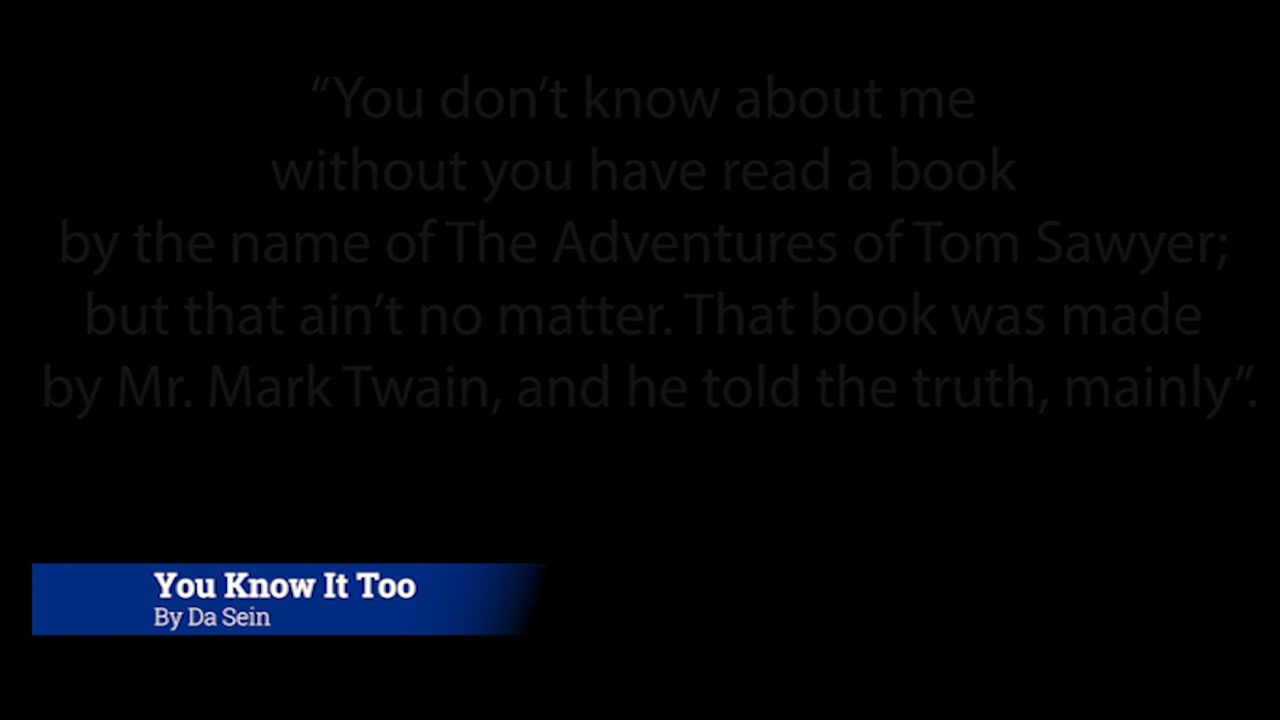 “You don’t know about me
without you have read a book
by the name of The Adventures of Tom Sawyer;
but that ain’t no matter. That book was made
by Mr. Mark Twain, and he told the truth, mainly”.
You Know It Too
By Da Sein